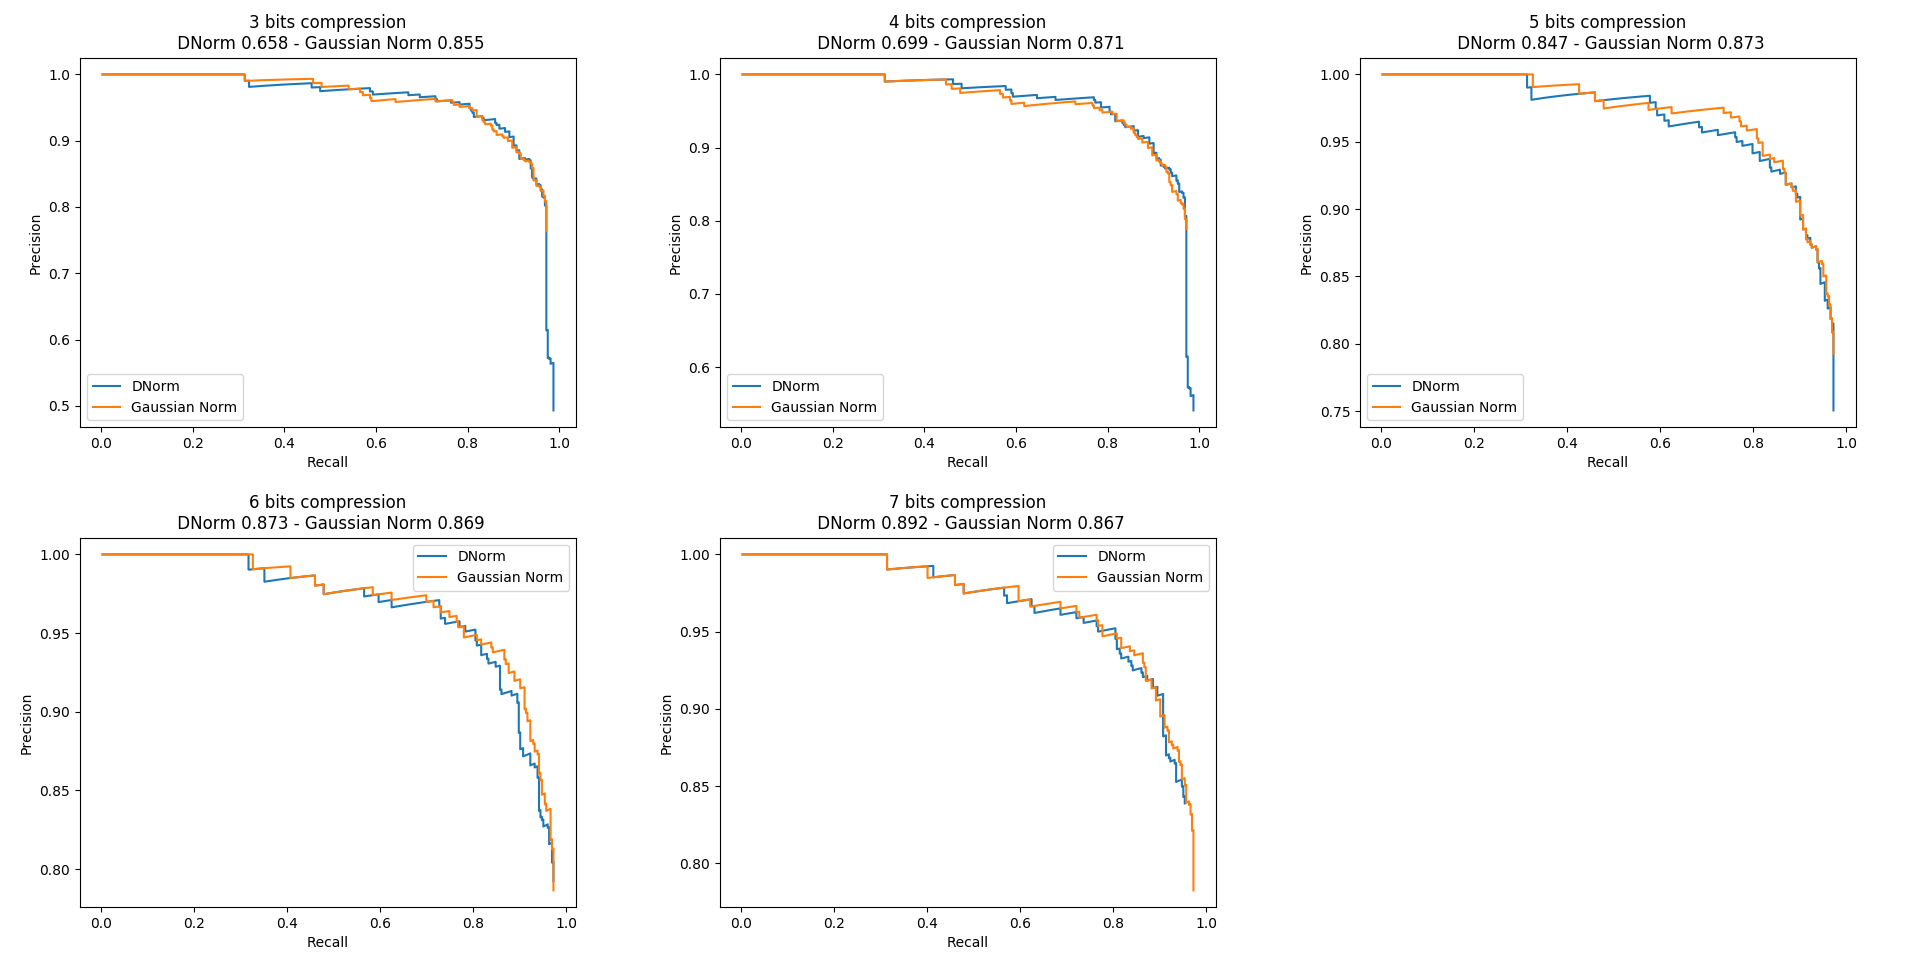 3 bits compression
DNorm 0.658 - Gaussian Norm 0.855
1.0
0.9
0.8
0.7
0.6
0.5
Precision
DNorm
Gaussian Norm
0.0 0.2 0.4 0.6 0.8 1.0
Recall
4 bits compression
DNorm 0.699 - Gaussian Norm 0.871
1.0
0.9
0.8
0.7
0.6
Precision
DNorm
Gaussian Norm
0.0 0.2 0.4 0.6 0.8 1.0
Recall
5 bits compression
DNorm 0.847 - Gaussian Norm 0.873
1.00
0.95
0.90
0.85
0.80
0.75
Precision
DNorm
Gaussian Norm
0.0 0.2 0.4 0.6 0.8 1.0
Recall
6 bits compression
DNorm 0.873 - Gaussian Norm 0.869
1.00
0.95
0.90
0.85
0.80
Precision
DNorm
Gaussian Norm
0.0 0.2 0.4 0.6 0.8 1.0
Recall
7 bits compression
DNorm 0.892 - Gaussian Norm 0.867
1.00
0.95
0.90
0.85
0.80
Precision
DNorm
Gaussian Norm
0.0 0.2 0.4 0.6 0.8 1.0
Recall